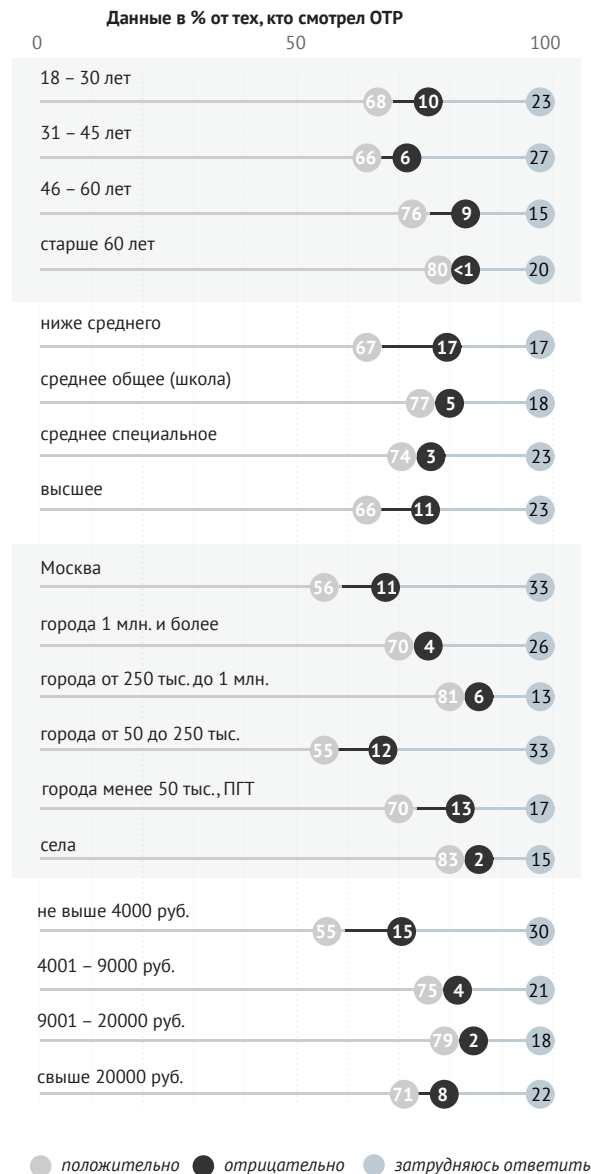 Данные в % от тех, кто смотрел ОТР
0 50 100
18 – 30 лет
68 10 23
31 – 45 лет
66 6 27
46 – 60 лет
76 9 15
старше 60 лет
80 <1 20
ниже среднего
67 17 17
среднее общее (школа)
77 5 18
среднее специальное
74 3 23
высшее
66 11 23
Москва
56 11 33
города 1 млн. и более
70 4 26
города от 250 тыс. до 1 млн.
81 6 13
города от 50 до 250 тыс.
55 12 33
города менее 50 тыс., ПГТ
70 13 17
села
83 2 15
не выше 4000 руб.
55 15 30
4001 – 9000 руб.
75 4 21
9001 – 20000 руб.
79 2 18
свыше 20000 руб.
71 8 22
положительно отрицательно затрудняюсь ответить